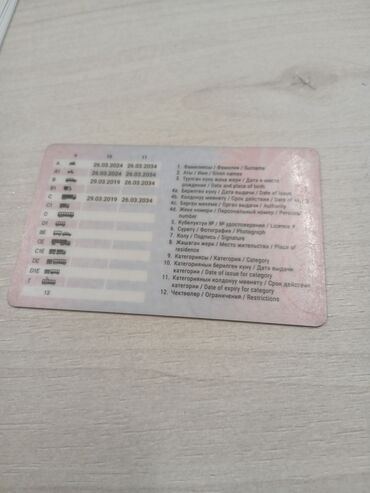 9 10 11
A 26.03.2024 26.03.2034
A1 26.03.2024 26.03.2034
B 29.03.2019 26.03.2034
B1
C 29.03.2019 26.03.2034
C1
D
D1
BE
CE
C1E
DE
D1E
E
12
1. Фамилиясы / Фамилия / Surname
2. Аты / Имя / Given names
3. Туулган күнү жана жери / Дата и место
рождения / Date and place of birth
4a. Берилген күнү / Дата выдачи / Date of issue
4b. Колдонуу мөөнөтү / Срок действия / Date of
4c. Берген мекеме / Орган выдачи / Authority
4d. Жеке номери / Персональный номер / Personal
number
5. Күбөлүктүн № / № удостоверения / Licence #
6. Сүрөтү / Фотография / Photograph
7. Колу / Подпись / Signature
8. Жашаган жери / Место жительства / Place of
residence
9. Категориясы / Категория / Category
10. Категориянын берилген күнү / Дата выдачи
категории / Date of issue for category
11. Категориянын колдонуу мөөнөтү / Срок действия
категории / Date of expiry for category
12. Чектөөлөр / Ограничения / Restrictions